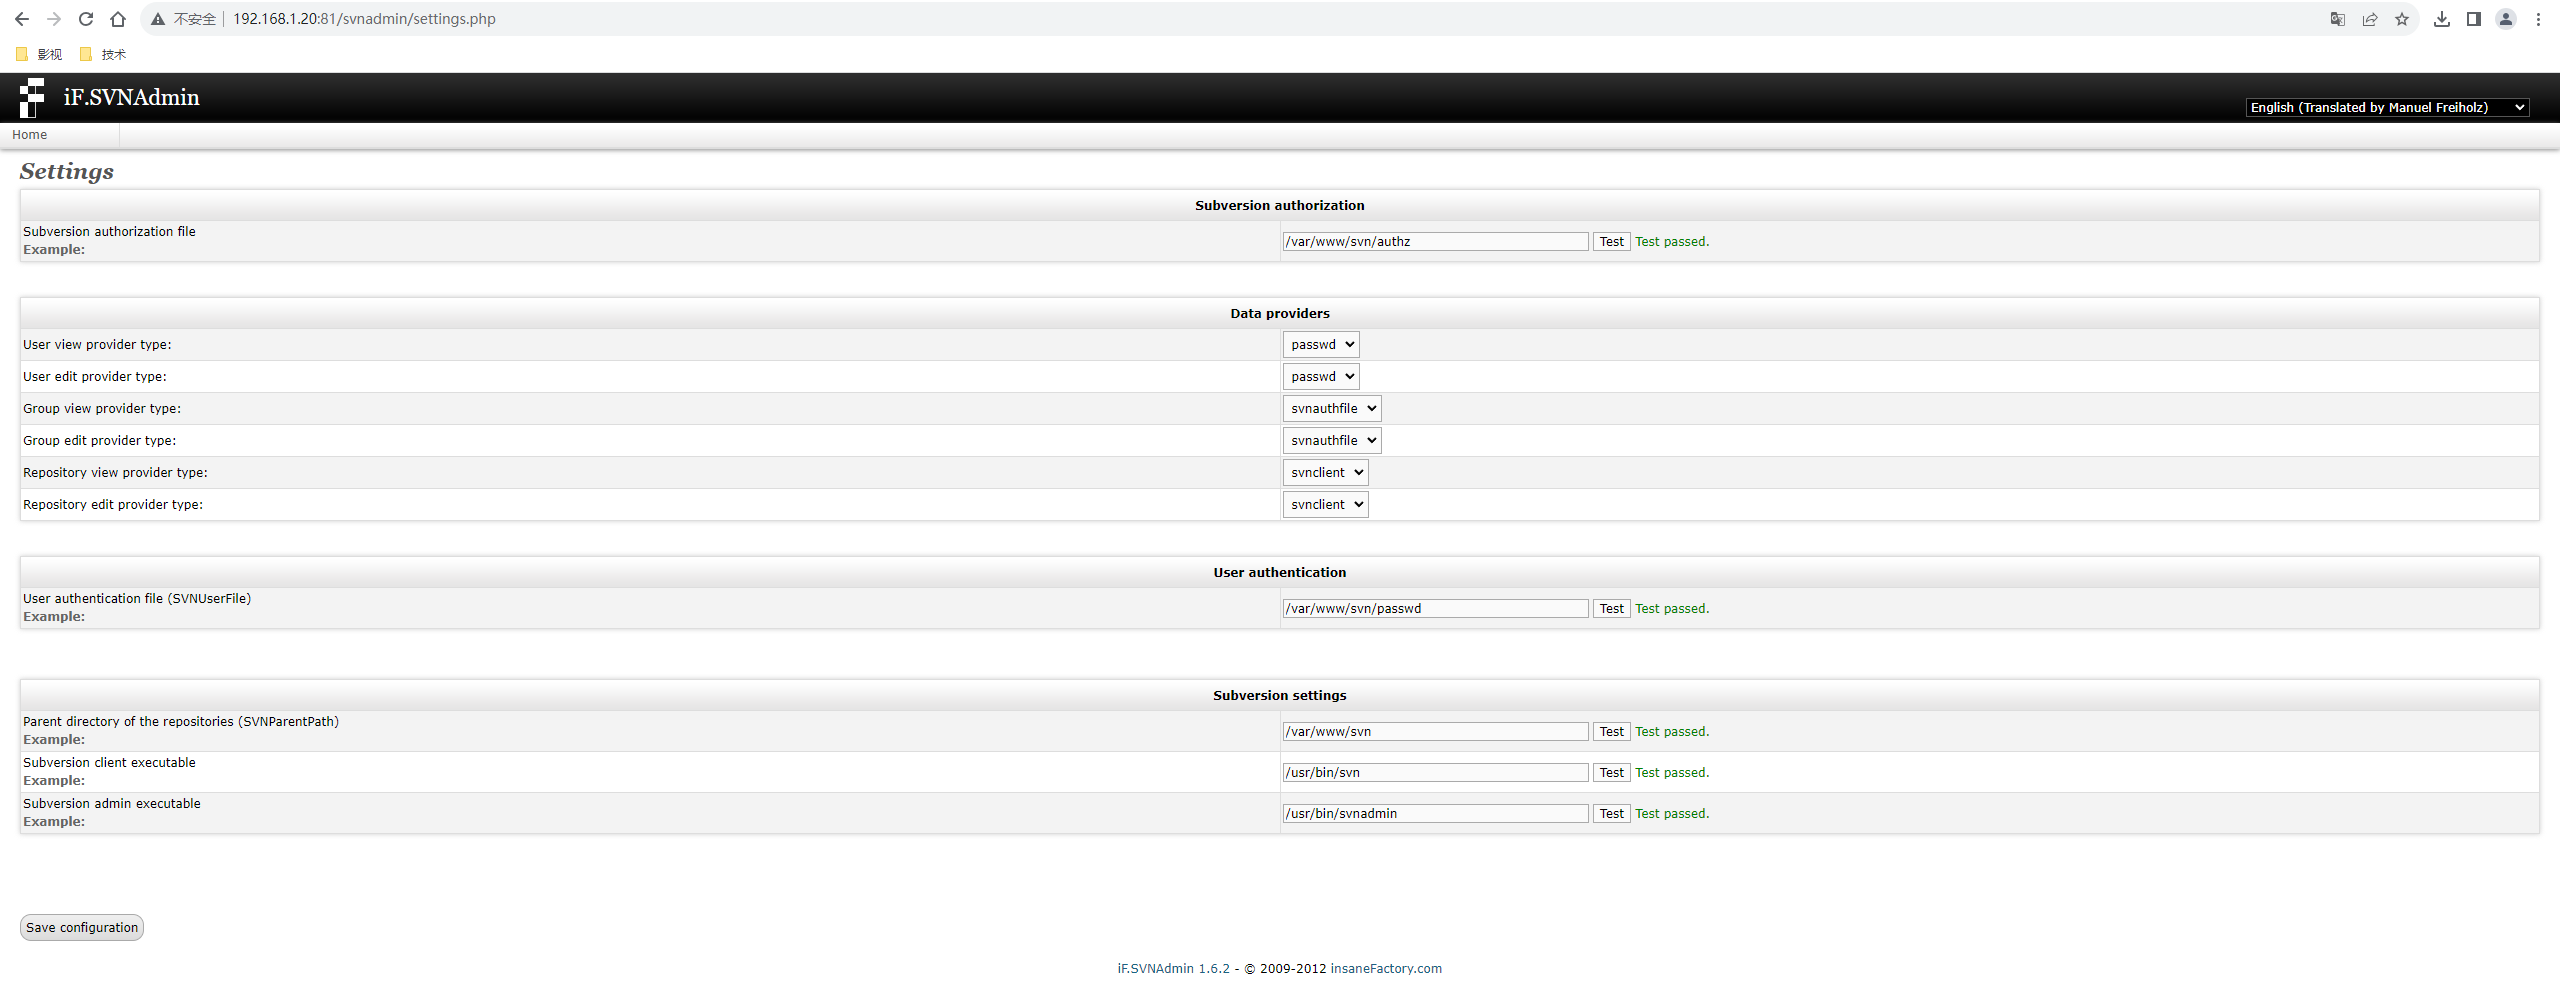 不安全 192.168.1.20:81/svnadmin/settings.php
影视 技术
iF.SVNAdmin
English (Translated by Manuel Freiholz)
Home
Settings
Subversion authorization
Subversion authorization file
Example:
/var/www/svn/authz Test Test passed.
Data providers
User view provider type: passwd
User edit provider type: passwd
Group view provider type: svnauthfile
Group edit provider type: svnauthfile
Repository view provider type: svnclient
Repository edit provider type: svnclient
User authentication
User authentication file (SVNUserFile)
Example:
/var/www/svn/passwd Test Test passed.
Subversion settings
Parent directory of the repositories (SVNParentPath)
Example:
/var/www/svn Test Test passed.
Subversion client executable
Example:
/usr/bin/svn Test Test passed.
Subversion admin executable
Example:
/usr/bin/svnadmin Test Test passed.
Save configuration
iF.SVNAdmin 1.6.2 - © 2009-2012 insaneFactory.com